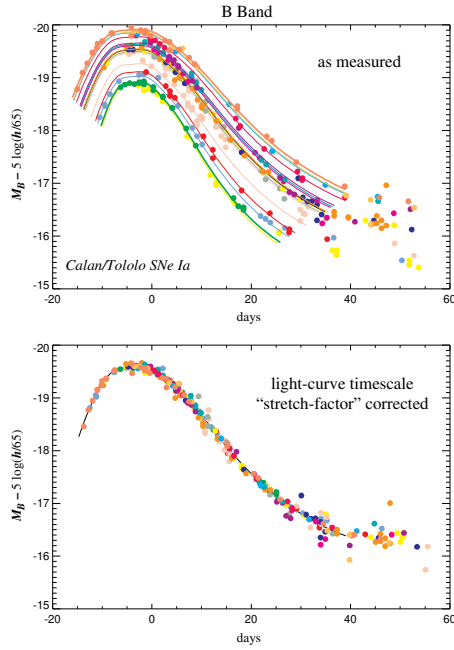 B Band
-20
as measured
-19
-18
-17
-16
Calan/Tololo SNe Ia
-15
-20 0 20 40 60
days
M_B – 5 log(h/65)
-20
light-curve timescale
“stretch-factor” corrected
-19
-18
-17
-16
-15
-20 0 20 40 60
days
M_B – 5 log(h/65)